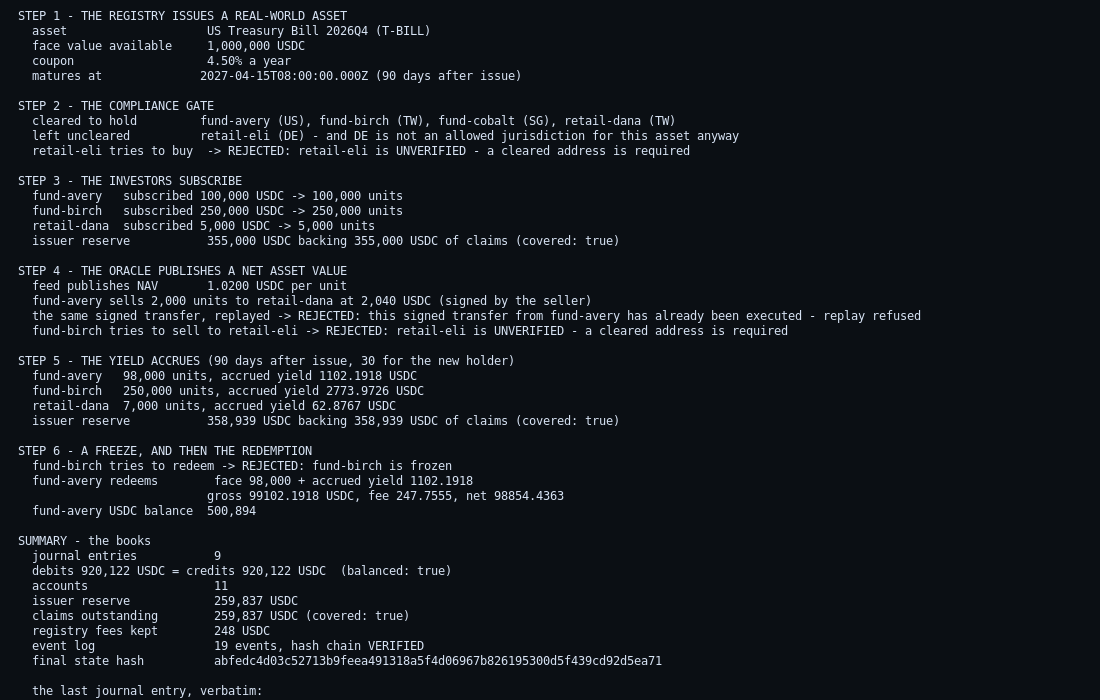 STEP 1 - THE REGISTRY ISSUES A REAL-WORLD ASSET
asset US Treasury Bill 2026Q4 (T-BILL)
face value available 1,000,000 USDC
coupon 4.50% a year
matures at 2027-04-15T08:00:00.000Z (90 days after issue)
STEP 2 - THE COMPLIANCE GATE
cleared to hold fund-avery (US), fund-birch (TW), fund-cobalt (SG), retail-dana (TW)
left uncleared retail-eli (DE) - and DE is not an allowed jurisdiction for this asset anyway
retail-eli tries to buy -> REJECTED: retail-eli is UNVERIFIED - a cleared address is required
STEP 3 - THE INVESTORS SUBSCRIBE
fund-avery subscribed 100,000 USDC -> 100,000 units
fund-birch subscribed 250,000 USDC -> 250,000 units
retail-dana subscribed 5,000 USDC -> 5,000 units
issuer reserve 355,000 USDC backing 355,000 USDC of claims (covered: true)
STEP 4 - THE ORACLE PUBLISHES A NET ASSET VALUE
feed publishes NAV 1.0200 USDC per unit
fund-avery sells 2,000 units to retail-dana at 2,040 USDC (signed by the seller)
the same signed transfer, replayed -> REJECTED: this signed transfer from fund-avery has already been executed - replay refused
fund-birch tries to sell to retail-eli -> REJECTED: retail-eli is UNVERIFIED - a cleared address is required
STEP 5 - THE YIELD ACCRUES (90 days after issue, 30 for the new holder)
fund-avery 98,000 units, accrued yield 1102.1918 USDC
fund-birch 250,000 units, accrued yield 2773.9726 USDC
retail-dana 7,000 units, accrued yield 62.8767 USDC
issuer reserve 358,939 USDC backing 358,939 USDC of claims (covered: true)
STEP 6 - A FREEZE, AND THEN THE REDEMPTION
fund-birch tries to redeem -> REJECTED: fund-birch is frozen
fund-avery redeems face 98,000 + accrued yield 1102.1918
gross 99102.1918 USDC, fee 247.7555, net 98854.4363
fund-avery USDC balance 500,894
SUMMARY - the books
journal entries 9
debits 920,122 USDC = credits 920,122 USDC (balanced: true)
accounts 11
issuer reserve 259,837 USDC
claims outstanding 259,837 USDC (covered: true)
registry fees kept 248 USDC
event log 19 events, hash chain VERIFIED
final state hash abfedc4d03c52713b9feea491318a5f4d06967b826195300d5f439cd92d5ea71
the last journal entry, verbatim: